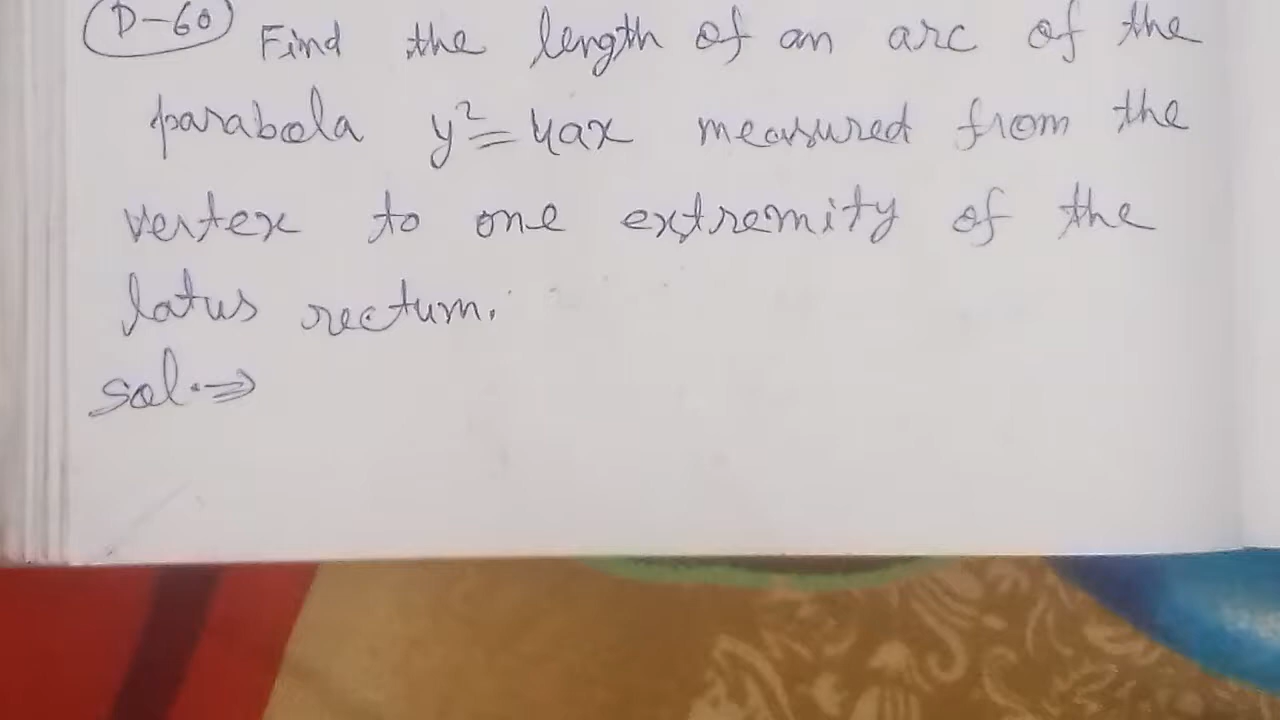 D-60 Find the length of an arc of the
parabola y²=4ax measured from the
vertex to one extremity of the
latus rectum.
Sol.⇒